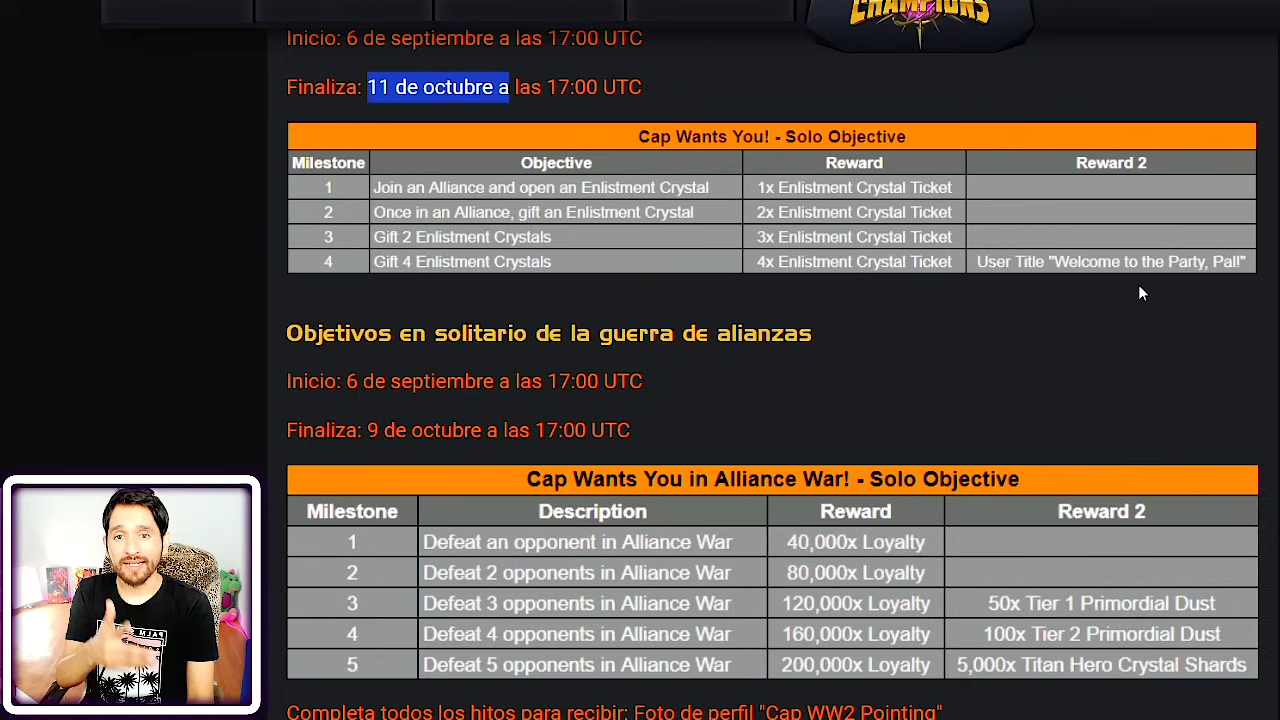 CHAMPIONS
Inicio: 6 de septiembre a las 17:00 UTC
Finaliza: 11 de octubre a las 17:00 UTC
Cap Wants You! - Solo Objective
Milestone Objective Reward Reward 2
1 Join an Alliance and open an Enlistment Crystal 1x Enlistment Crystal Ticket
2 Once in an Alliance, gift an Enlistment Crystal 2x Enlistment Crystal Ticket
3 Gift 2 Enlistment Crystals 3x Enlistment Crystal Ticket
4 Gift 4 Enlistment Crystals 4x Enlistment Crystal Ticket User Title "Welcome to the Party, Pal!"
Objetivos en solitario de la guerra de alianzas
Inicio: 6 de septiembre a las 17:00 UTC
Finaliza: 9 de octubre a las 17:00 UTC
Cap Wants You in Alliance War! - Solo Objective
Milestone Description Reward Reward 2
1 Defeat an opponent in Alliance War 40,000x Loyalty
2 Defeat 2 opponents in Alliance War 80,000x Loyalty
3 Defeat 3 opponents in Alliance War 120,000x Loyalty 50x Tier 1 Primordial Dust
4 Defeat 4 opponents in Alliance War 160,000x Loyalty 100x Tier 2 Primordial Dust
5 Defeat 5 opponents in Alliance War 200,000x Loyalty 5,000x Titan Hero Crystal Shards
Completa todos los hitos para recibir: Foto de perfil "Cap WW2 Pointing"